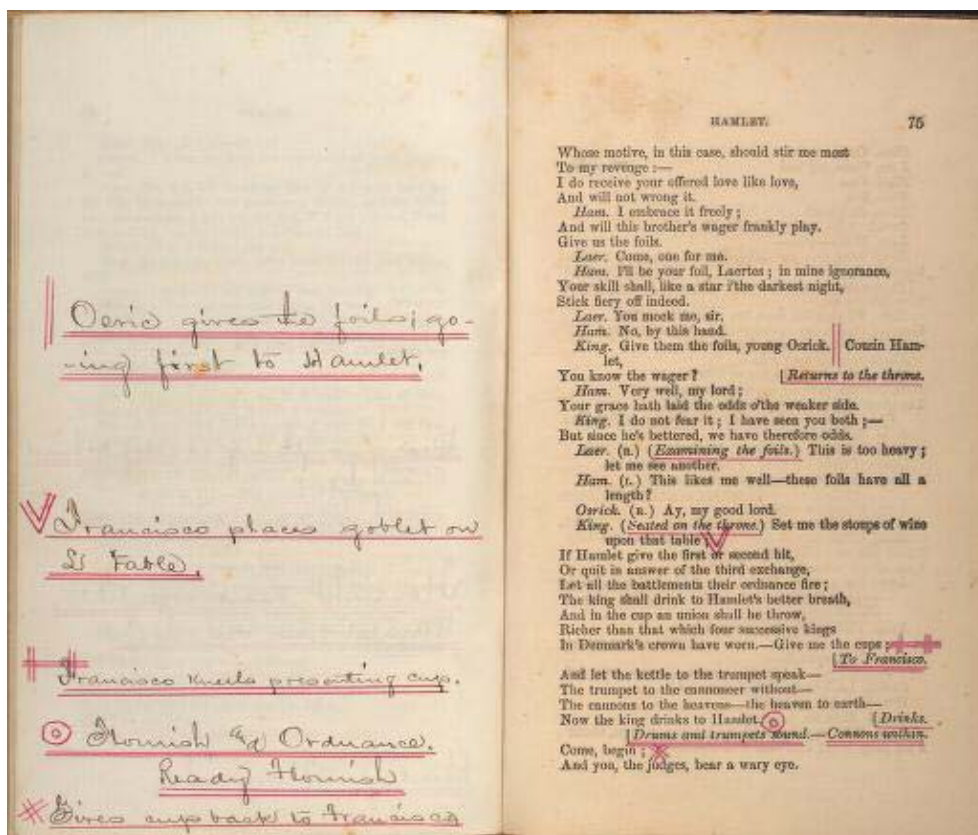 Osric gives the foils; go-
-ing first to Hamlet.
Francisco places goblet on
L¹ table.
Francisco kneels presenting cup.
Flourish and Ordnance.
Ready Flourish
Gives cup back to Francisco
HAMLET. 75
Whose motive, in this case, should stir me most
To my revenge :—
I do receive your offered love like love,
And will not wrong it.
Ham. I embrace it freely ;
And will this brother's wager frankly play.
Give us the foils.
Laer. Come, one for me.
Ham. I'll be your foil, Laertes ; in mine ignorance,
Your skill shall, like a star i'the darkest night,
Stick fiery off indeed.
Laer. You mock me, sir.
Ham. No, by this hand.
King. Give them the foils, young Osrick. Cousin Ham-
let,
You know the wager ? [Returns to the throne.
Ham. Very well, my lord ;
Your grace hath laid the odds o'the weaker side.
King. I do not fear it ; I have seen you both ;—
But since he's bettered, we have therefore odds.
Laer. (R.) (Examining the foils.) This is too heavy ;
let me see another.
Ham. (L.) This likes me well—these foils have all a
length ?
Osrick. (R.) Ay, my good lord.
King. (Seated on the throne.) Set me the stoups of wine
upon that table ;
If Hamlet give the first or second hit,
Or quit in answer of the third exchange,
Let all the battlements their ordnance fire ;
The king shall drink to Hamlet's better breath,
And in the cup an union shall he throw,
Richer than that which four successive kings
In Denmark's crown have worn.—Give me the cups ;
[To Francisco.
And let the kettle to the trumpet speak—
The trumpet to the cannoneer without—
The cannons to the heavens—the heaven to earth—
Now the king drinks to Hamlet. [Drinks.
[Drums and trumpets sound.—Cannons within.
Come, begin ;
And you, the judges, bear a wary eye.